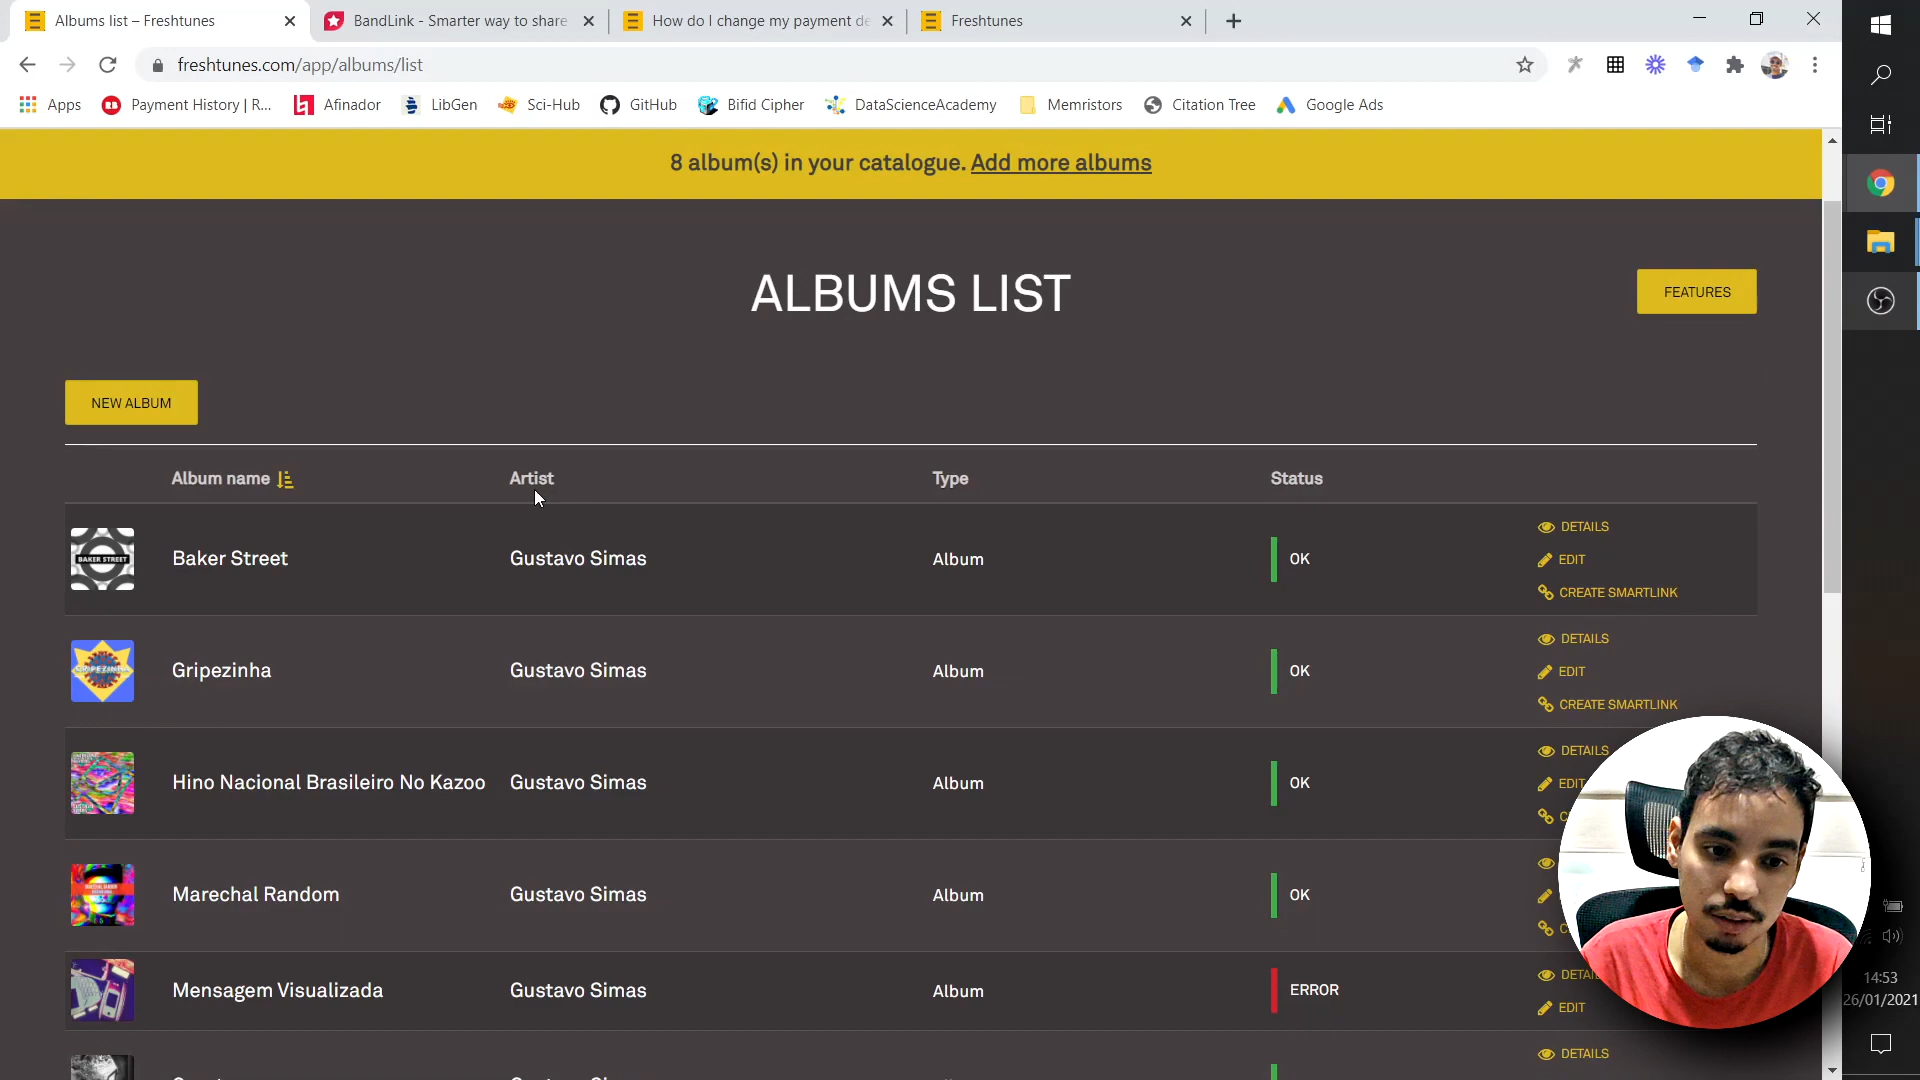 Albums list – Freshtunes
BandLink - Smarter way to share
How do I change my payment de
Freshtunes
freshtunes.com/app/albums/list
Apps
Payment History | R...
Afinador
LibGen
Sci-Hub
GitHub
Bifid Cipher
DataScienceAcademy
Memristors
Citation Tree
Google Ads
8 album(s) in your catalogue. Add more albums
ALBUMS LIST
FEATURES
NEW ALBUM
Album name Artist Type Status
BAKER STREET
Baker Street Gustavo Simas Album OK
DETAILS
EDIT
CREATE SMARTLINK
Gripezinha Gustavo Simas Album OK
DETAILS
EDIT
CREATE SMARTLINK
Hino Nacional Brasileiro No Kazoo Gustavo Simas Album OK
DETAILS
EDIT
C
Marechal Random Gustavo Simas Album OK
C
Mensagem Visualizada Gustavo Simas Album ERROR
DETAI
EDIT
DETAILS
14:53
26/01/2021